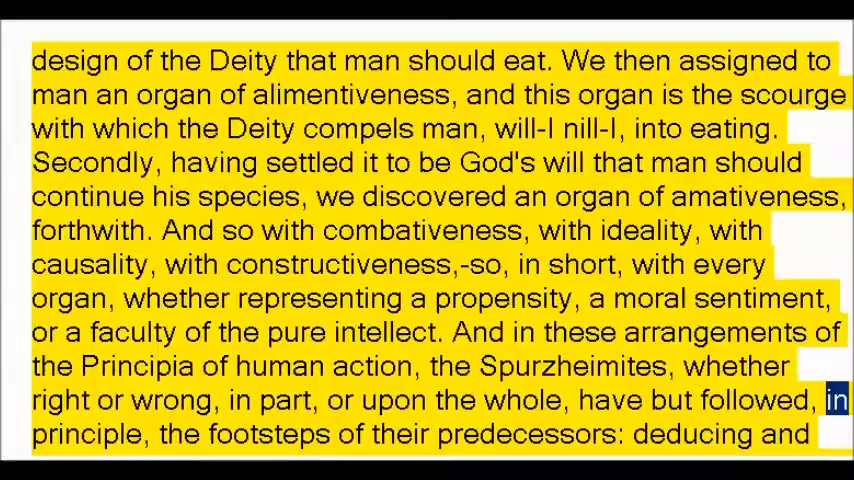 design of the Deity that man should eat. We then assigned to
man an organ of alimentiveness, and this organ is the scourge
with which the Deity compels man, will-I nill-I, into eating.
Secondly, having settled it to be God's will that man should
continue his species, we discovered an organ of amativeness,
forthwith. And so with combativeness, with ideality, with
causality, with constructiveness,-so, in short, with every
organ, whether representing a propensity, a moral sentiment,
or a faculty of the pure intellect. And in these arrangements of
the Principia of human action, the Spurzheimites, whether
right or wrong, in part, or upon the whole, have but followed, in
principle, the footsteps of their predecessors: deducing and